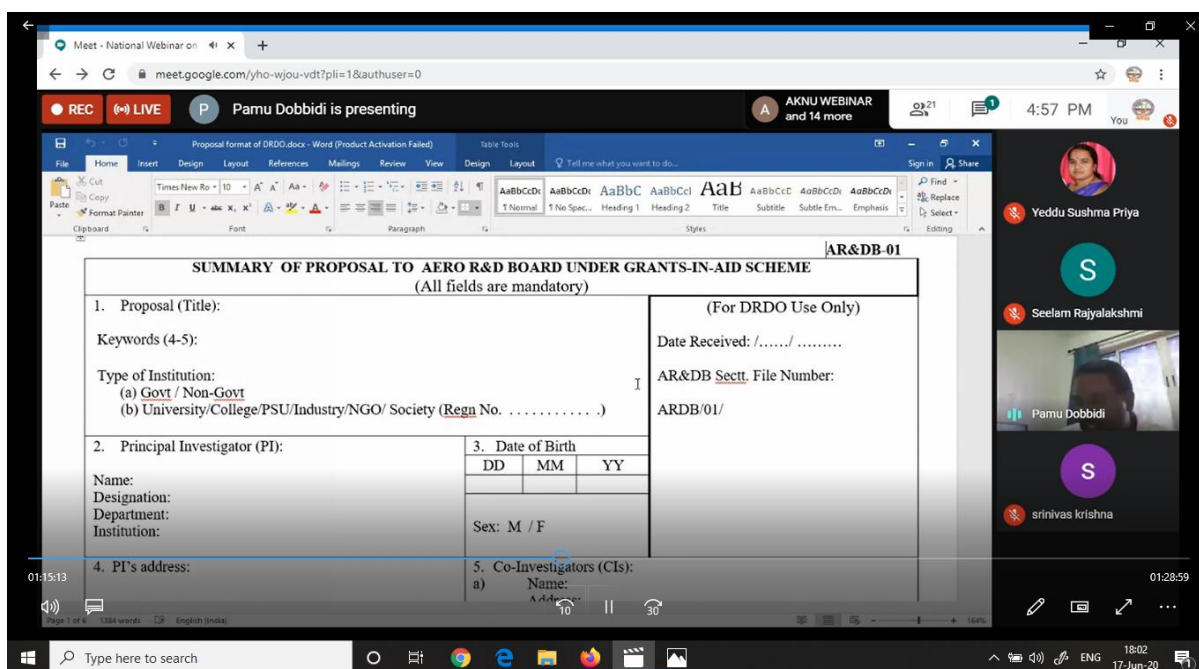 Meet - National Webinar on
meet.google.com/yho-wjou-vdt?pli=1&authuser=0
REC
LIVE
P
Pamu Dobbidi is presenting
A
AKNU WEBINAR
and 14 more
21
1
4:57 PM
You
Proposal format of DRDO.docx - Word (Product Activation Failed)
Table Tools
File
Home
Insert
Design
Layout
References
Mailings
Review
View
Design
Layout
Tell me what you want to do...
Sign in
Share
Paste
Cut
Copy
Format Painter
Clipboard
Times New Ro
10
Font
Paragraph
AaBbCcDc
¶ Normal
AaBbCcDc
¶ No Spac...
AaBbC
Heading 1
AaBbCcI
Heading 2
AaB
Title
AaBbCcC
Subtitle
AaBbCcDi
Subtle Em...
AaBbCcDi
Emphasis
Styles
Find
Replace
Select
Editing
AR&DB-01
SUMMARY OF PROPOSAL TO AERO R&D BOARD UNDER GRANTS-IN-AID SCHEME
(All fields are mandatory)
1. Proposal (Title):
Keywords (4-5):
Type of Institution:
(a) Govt / Non-Govt
(b) University/College/PSU/Industry/NGO/ Society (Regn No. . . . . . . . . . . . .)
(For DRDO Use Only)
Date Received: /....../ .........
AR&DB Sectt. File Number:
ARDB/01/
2. Principal Investigator (PI):
Name:
Designation:
Department:
Institution:
3. Date of Birth
DD MM YY
Sex: M / F
4. PI's address:
5. Co-Investigators (CIs):
a) Name:
Address:
Yeddu Sushma Priya
S
Seelam Rajyalakshmi
Pamu Dobbidi
S
srinivas krishna
01:15:13
01:28:59
10
30
Page 1 of 6
1384 words
English (India)
164%
Type here to search
ENG
18:02
17-Jun-20